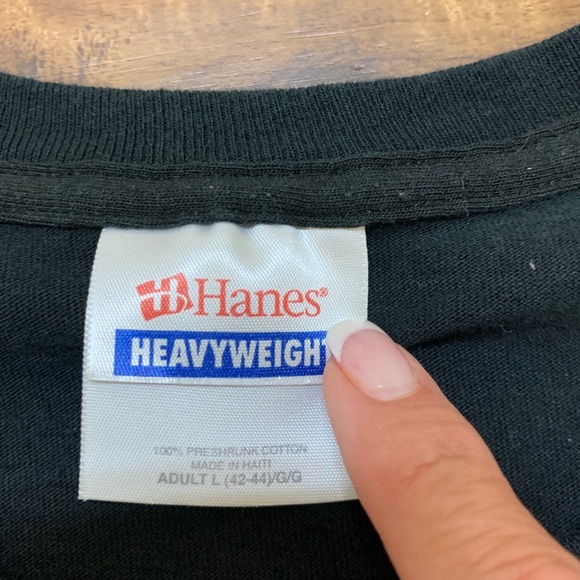 Hanes®
HEAVYWEIGHT
100% PRESHRUNK COTTON
MADE IN HAITI
ADULT L (42-44)/G/G